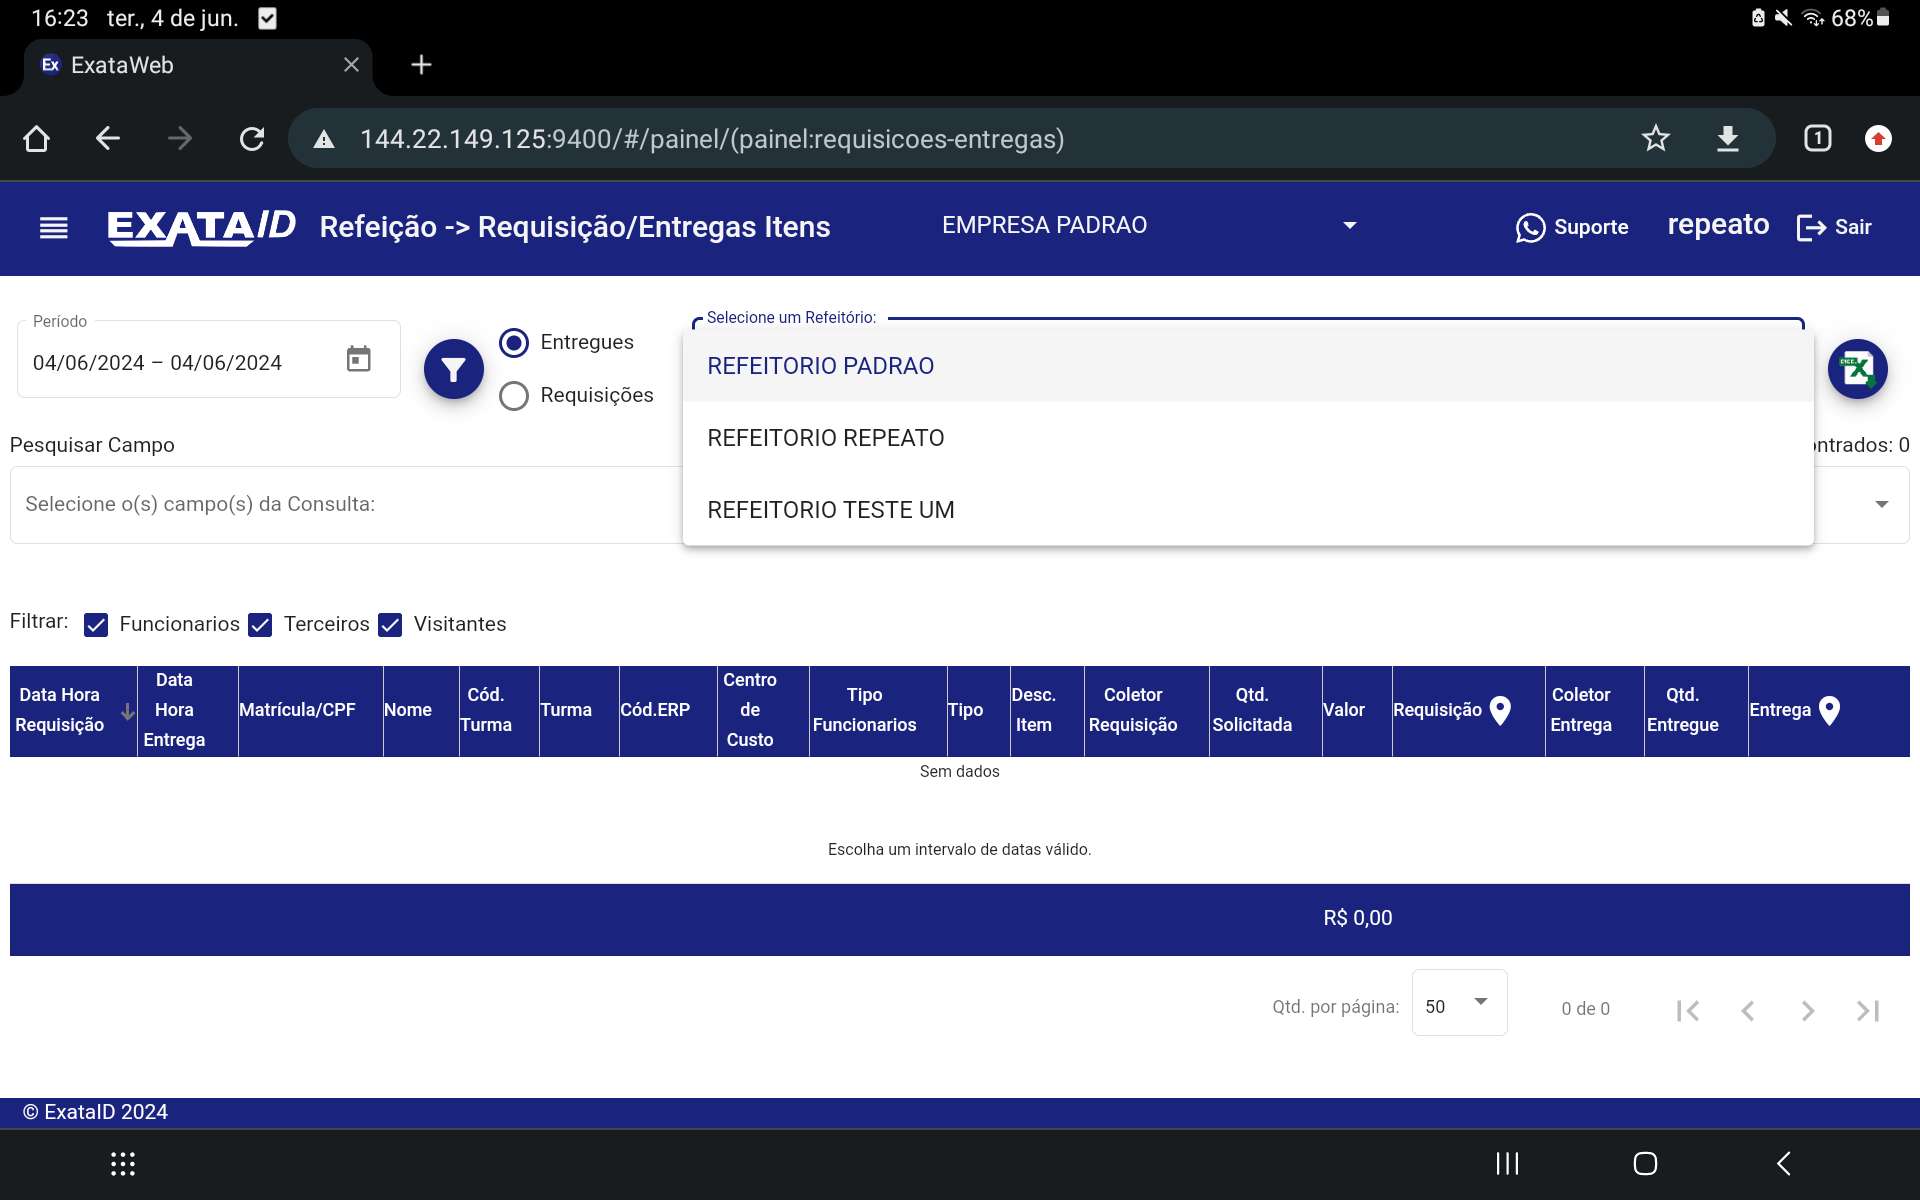 16:23 ter., 4 de jun.
68%
Ex ExataWeb
144.22.149.125:9400/#/painel/(painel:requisicoes-entregas)
1
EXATAID Refeição -> Requisição/Entregas Itens
EMPRESA PADRAO
Suporte
repeato
Sair
Período
04/06/2024 – 04/06/2024
Entregues
Requisições
Selecione um Refeitório:
REFEITORIO PADRAO
REFEITORIO REPEATO
REFEITORIO TESTE UM
Pesquisar Campo
ontrados: 0
Selecione o(s) campo(s) da Consulta:
Filtrar: Funcionarios Terceiros Visitantes
Data Hora
Requisição
Data
Hora
Entrega
Matrícula/CPF
Nome
Cód.
Turma
Turma
Cód.ERP
Centro
de
Custo
Tipo
Funcionarios
Tipo
Desc.
Item
Coletor
Requisição
Qtd.
Solicitada
Valor
Requisição
Coletor
Entrega
Qtd.
Entregue
Entrega
Sem dados
Escolha um intervalo de datas válido.
R$ 0,00
Qtd. por página: 50
0 de 0
© ExataID 2024